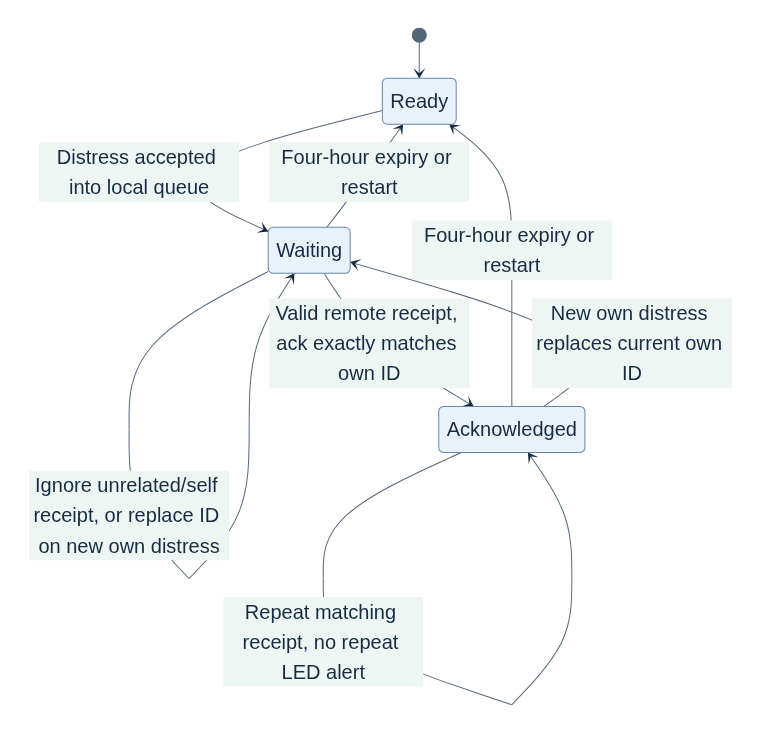 Ready
Distress accepted
into local queue
Four-hour expiry or
restart
Four-hour expiry or
restart
Waiting
Valid remote receipt,
ack exactly matches
own ID
New own distress
replaces current own
ID
Acknowledged
Ignore unrelated/self
receipt, or replace ID
on new own distress
Repeat matching
receipt, no repeat
LED alert